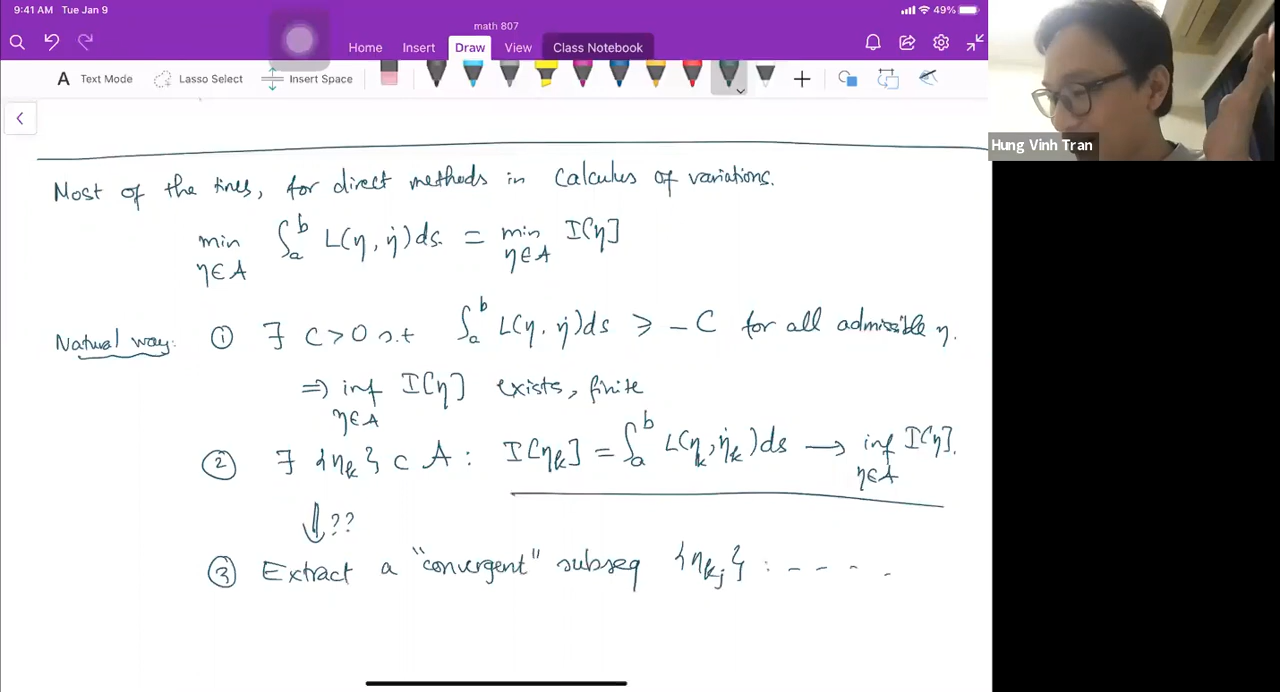 9:41 AM Tue Jan 9
49%
math 807
Home Insert Draw View Class Notebook
A Text Mode Lasso Select Insert Space
Hung Vinh Tran
Most of the times, for direct methods in Calculus of variations.
min ∫_a^b L(η, η̇)ds = min I[η]
η∈A η∈A
Natural way: ① ∃ C > 0 s.t ∫_a^b L(η, η̇)ds ≥ -C for all admissible η.
⇒ inf I[η] exists, finite
η∈A
② ∃ {η_k} ⊂ A : I[η_k] = ∫_a^b L(η_k, η̇_k)ds → inf I[η].
η∈A
⇓ ??
③ Extract a "convergent" subseq {η_{k_j}} : - - - -